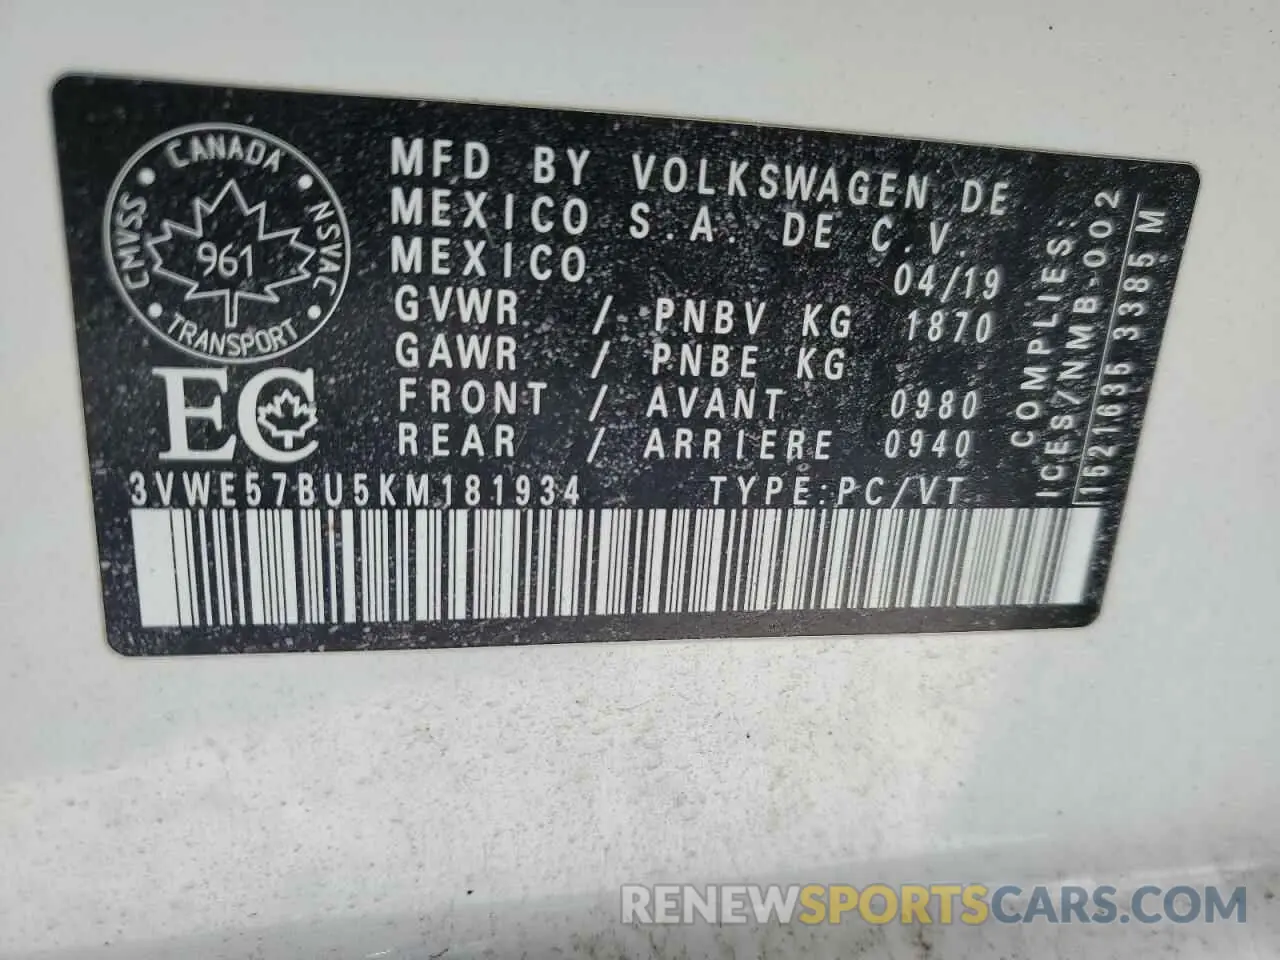 CANADA
CMVSS
NSVAC
961
TRANSPORT
EC
MFD BY VOLKSWAGEN DE
MEXICO S.A. DE C.V.
MEXICO 04/19
GVWR / PNBV KG 1870
GAWR / PNBE KG
FRONT / AVANT 0980
REAR / ARRIERE 0940
3VWE57BU5KM181934 TYPE:PC/VT
COMPLIES:
ICES/NMB-002
1521635 3385 M
RENEWSPORTSCARS.COM